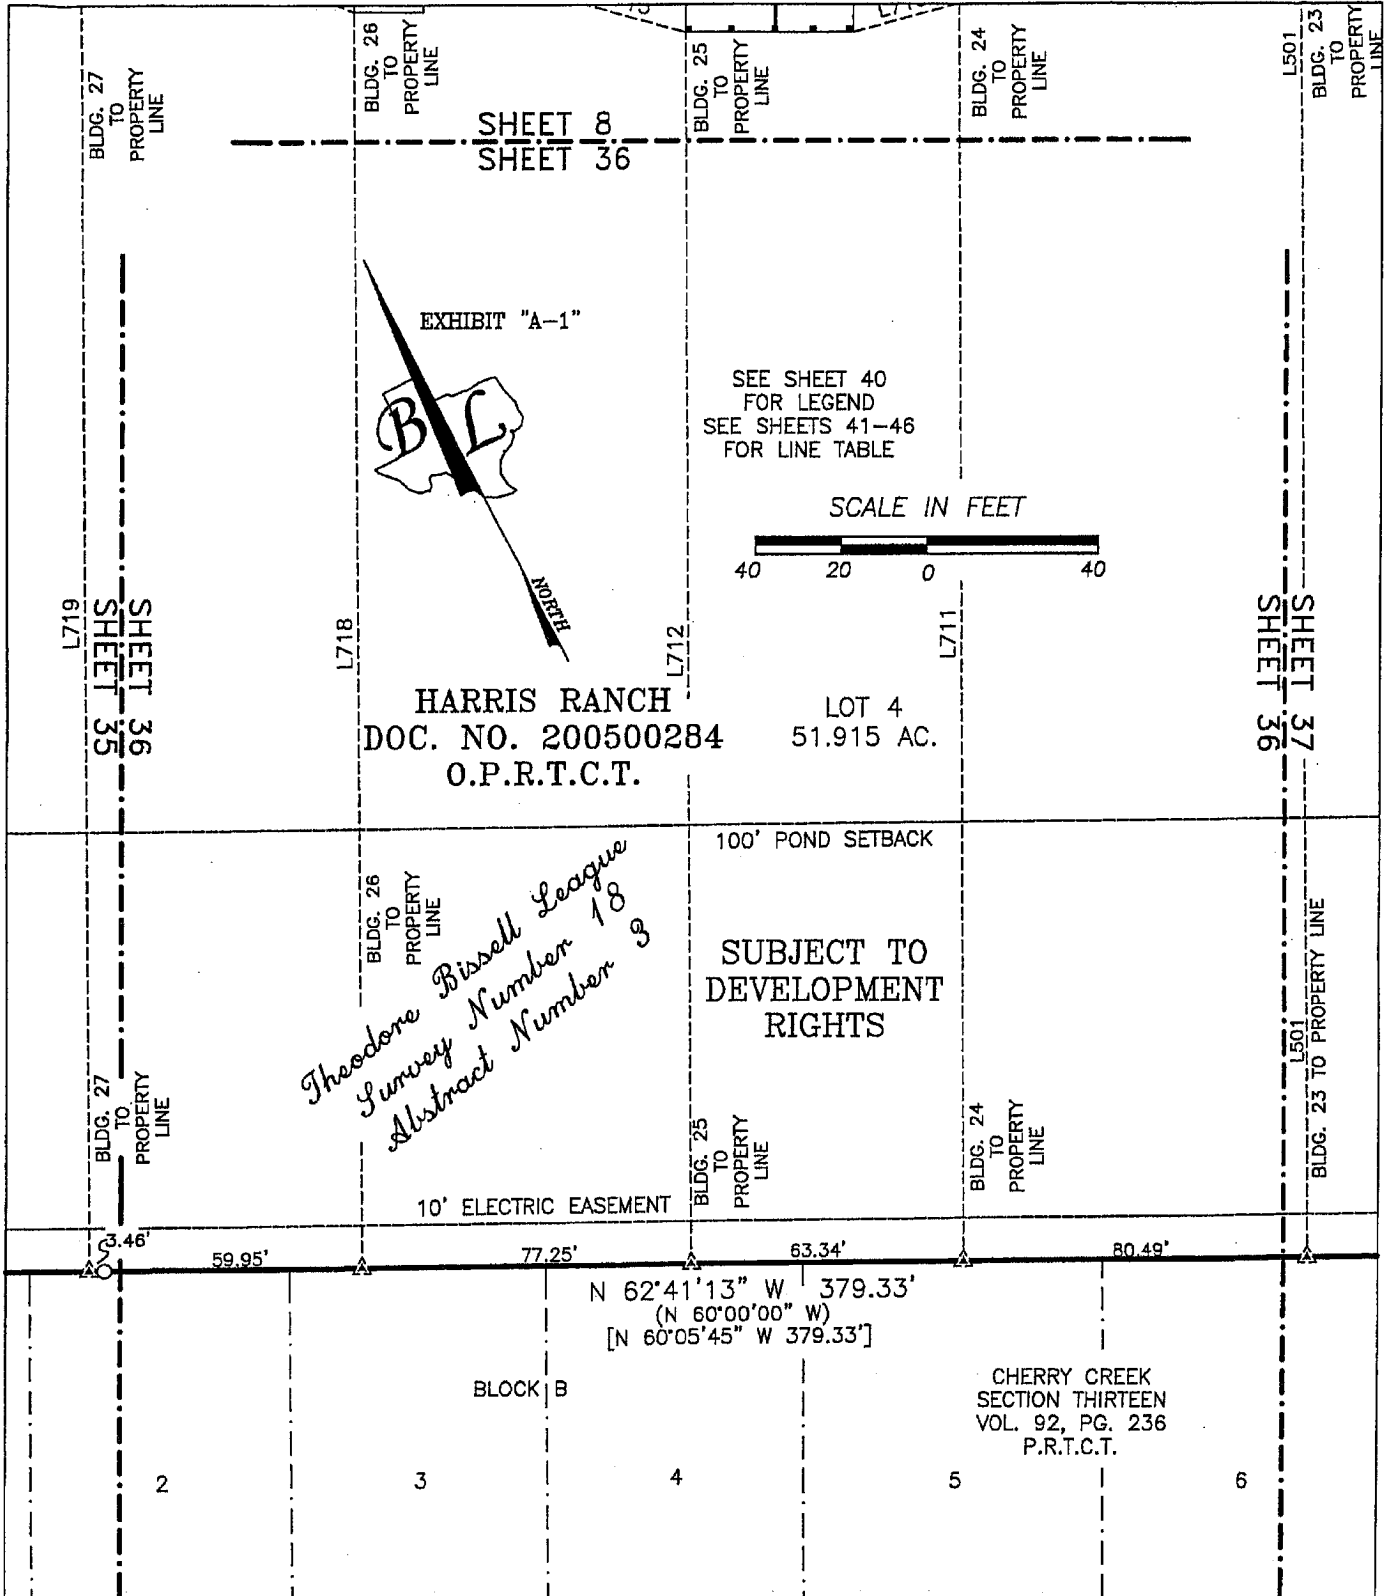 BLDG. 27
TO
PROPERTY
LINE
BLDG. 26
TO
PROPERTY
LINE
BLDG. 25
TO
PROPERTY
LINE
BLDG. 24
TO
PROPERTY
LINE
L501
BLDG. 23
TO
PROPERTY
LINE
SHEET 8
SHEET 36
EXHIBIT "A-1"
B L
NORTH
SEE SHEET 40
FOR LEGEND
SEE SHEETS 41-46
FOR LINE TABLE
SCALE IN FEET
40 20 0 40
L719
SHEET 35
SHEET 36
L718
L712
L711
SHEET 36
SHEET 37
HARRIS RANCH
DOC. NO. 200500284
O.P.R.T.C.T.
LOT 4
51.915 AC.
100' POND SETBACK
BLDG. 26
TO
PROPERTY
LINE
Theodore Bissell League
Survey Number 18
Abstract Number 3
SUBJECT TO
DEVELOPMENT
RIGHTS
BLDG. 27
TO
PROPERTY
LINE
BLDG. 25
TO
PROPERTY
LINE
BLDG. 24
TO
PROPERTY
LINE
L501
BLDG. 23 TO PROPERTY LINE
10' ELECTRIC EASEMENT
3.46' 59.95' 77.25' 63.34' 80.49'
N 62°41'13" W 379.33'
(N 60°00'00" W)
[N 60°05'45" W 379.33']
BLOCK B
CHERRY CREEK
SECTION THIRTEEN
VOL. 92, PG. 236
P.R.T.C.T.
2 3 4 5 6